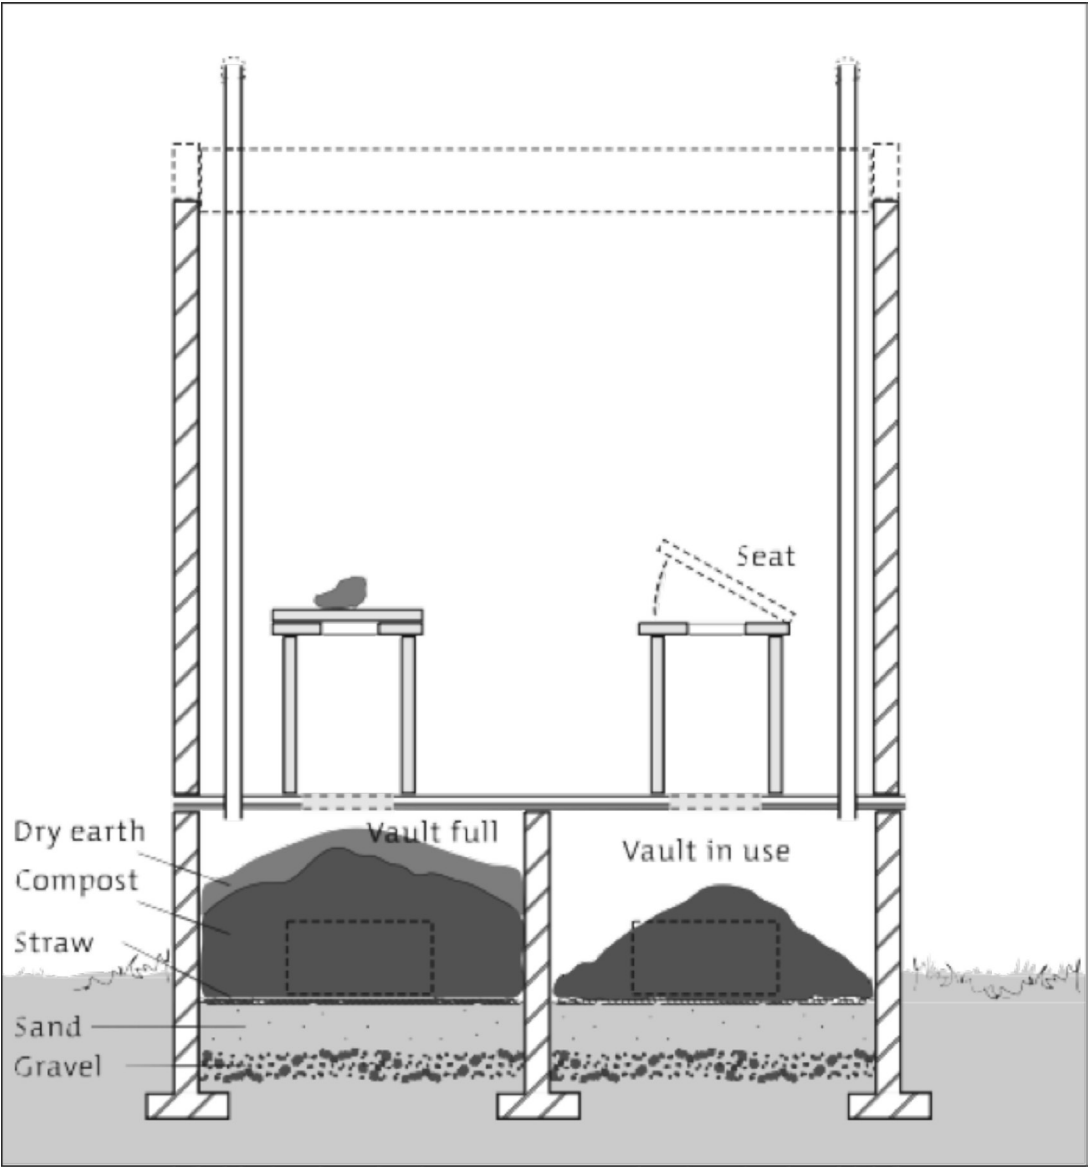 Seat
Dry earth
Vault full
Vault in use
Compost
Straw
Sand
Gravel